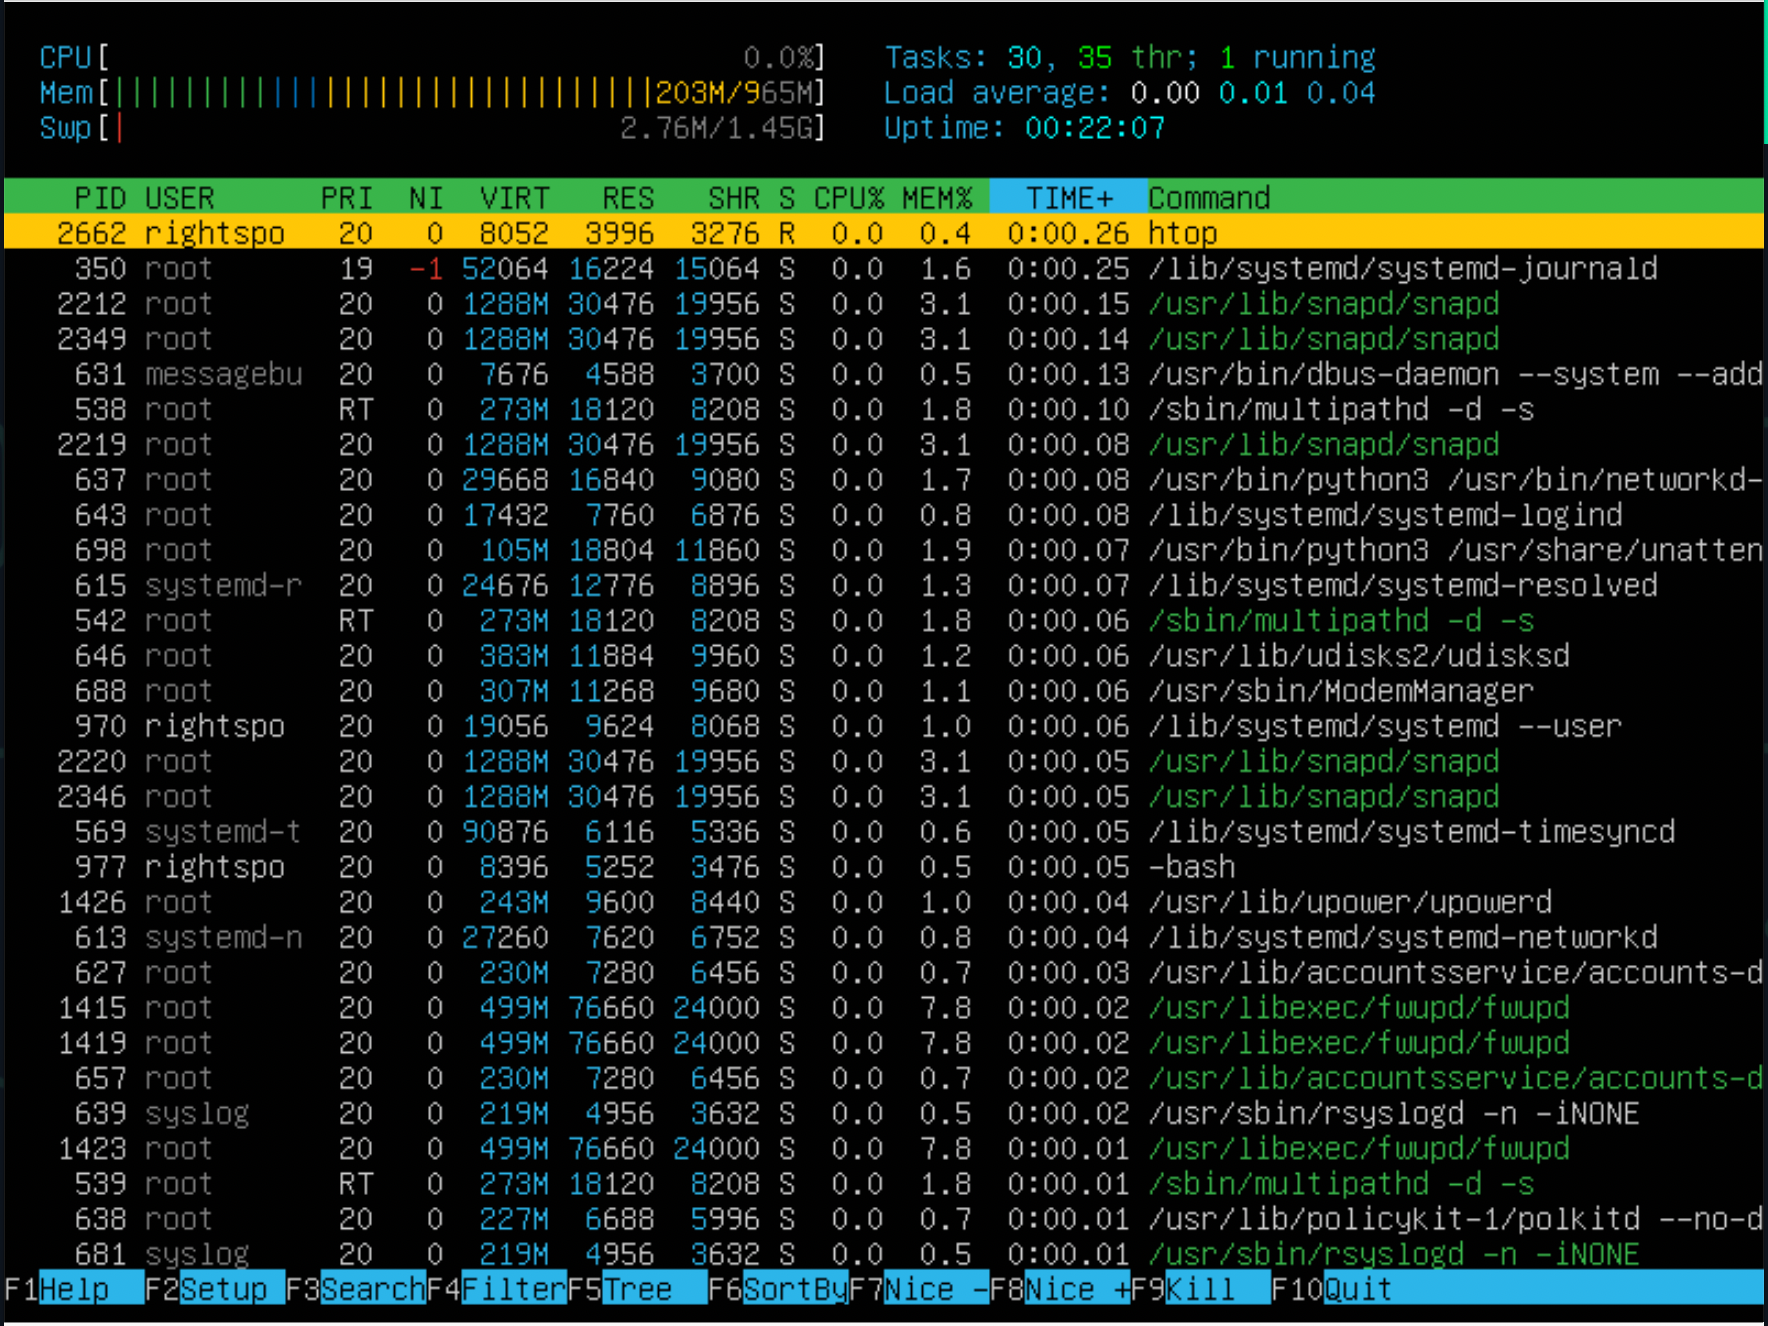 CPU[ 0.0%] Tasks: 30, 35 thr; 1 running
Mem[||||||||||||||||||||||||||||||||||||203M/965M] Load average: 0.00 0.01 0.04
Swp[| 2.76M/1.45G] Uptime: 00:22:07
PID USER PRI NI VIRT RES SHR S CPU% MEM% TIME+ Command
2662 rightspo 20 0 8052 3996 3276 R 0.0 0.4 0:00.26 htop
350 root 19 -1 52064 16224 15064 S 0.0 1.6 0:00.25 /lib/systemd/systemd-journald
2212 root 20 0 1288M 30476 19956 S 0.0 3.1 0:00.15 /usr/lib/snapd/snapd
2349 root 20 0 1288M 30476 19956 S 0.0 3.1 0:00.14 /usr/lib/snapd/snapd
631 messagebu 20 0 7676 4588 3700 S 0.0 0.5 0:00.13 /usr/bin/dbus-daemon --system --add
538 root RT 0 273M 18120 8208 S 0.0 1.8 0:00.10 /sbin/multipathd -d -s
2219 root 20 0 1288M 30476 19956 S 0.0 3.1 0:00.08 /usr/lib/snapd/snapd
637 root 20 0 29668 16840 9080 S 0.0 1.7 0:00.08 /usr/bin/python3 /usr/bin/networkd-
643 root 20 0 17432 7760 6876 S 0.0 0.8 0:00.08 /lib/systemd/systemd-logind
698 root 20 0 105M 18804 11860 S 0.0 1.9 0:00.07 /usr/bin/python3 /usr/share/unatten
615 systemd-r 20 0 24676 12776 8896 S 0.0 1.3 0:00.07 /lib/systemd/systemd-resolved
542 root RT 0 273M 18120 8208 S 0.0 1.8 0:00.06 /sbin/multipathd -d -s
646 root 20 0 383M 11884 9960 S 0.0 1.2 0:00.06 /usr/lib/udisks2/udisksd
688 root 20 0 307M 11268 9680 S 0.0 1.1 0:00.06 /usr/sbin/ModemManager
970 rightspo 20 0 19056 9624 8068 S 0.0 1.0 0:00.06 /lib/systemd/systemd --user
2220 root 20 0 1288M 30476 19956 S 0.0 3.1 0:00.05 /usr/lib/snapd/snapd
2346 root 20 0 1288M 30476 19956 S 0.0 3.1 0:00.05 /usr/lib/snapd/snapd
569 systemd-t 20 0 90876 6116 5336 S 0.0 0.6 0:00.05 /lib/systemd/systemd-timesyncd
977 rightspo 20 0 8396 5252 3476 S 0.0 0.5 0:00.05 -bash
1426 root 20 0 243M 9600 8440 S 0.0 1.0 0:00.04 /usr/lib/upower/upowerd
613 systemd-n 20 0 27260 7620 6752 S 0.0 0.8 0:00.04 /lib/systemd/systemd-networkd
627 root 20 0 230M 7280 6456 S 0.0 0.7 0:00.03 /usr/lib/accountsservice/accounts-d
1415 root 20 0 499M 76660 24000 S 0.0 7.8 0:00.02 /usr/libexec/fwupd/fwupd
1419 root 20 0 499M 76660 24000 S 0.0 7.8 0:00.02 /usr/libexec/fwupd/fwupd
657 root 20 0 230M 7280 6456 S 0.0 0.7 0:00.02 /usr/lib/accountsservice/accounts-d
639 syslog 20 0 219M 4956 3632 S 0.0 0.5 0:00.02 /usr/sbin/rsyslogd -n -iNONE
1423 root 20 0 499M 76660 24000 S 0.0 7.8 0:00.01 /usr/libexec/fwupd/fwupd
539 root RT 0 273M 18120 8208 S 0.0 1.8 0:00.01 /sbin/multipathd -d -s
638 root 20 0 227M 6688 5996 S 0.0 0.7 0:00.01 /usr/lib/policykit-1/polkitd --no-d
681 syslog 20 0 219M 4956 3632 S 0.0 0.5 0:00.01 /usr/sbin/rsyslogd -n -iNONE
F1Help F2Setup F3SearchF4FilterF5Tree F6SortByF7Nice -F8Nice +F9Kill F10Quit